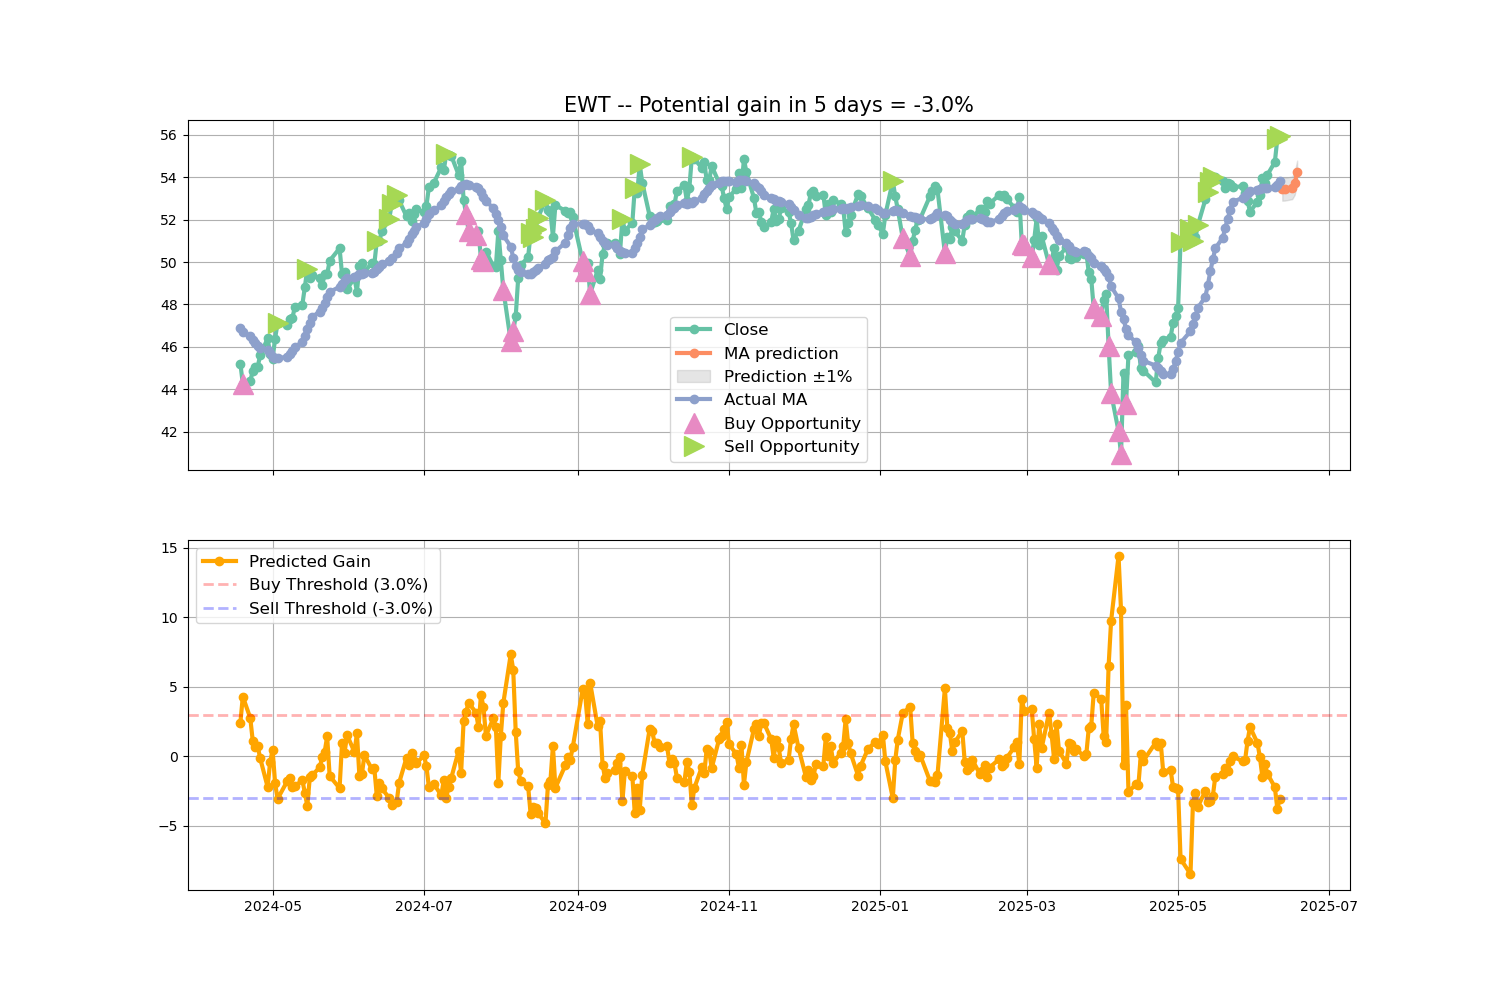 EWT -- Potential gain in 5 days = -3.0%
56
54
52
50
48
46
44
42
Close
MA prediction
Prediction ±1%
Actual MA
Buy Opportunity
Sell Opportunity
15
10
5
0
−5
Predicted Gain
Buy Threshold (3.0%)
Sell Threshold (-3.0%)
2024-05
2024-07
2024-09
2024-11
2025-01
2025-03
2025-05
2025-07